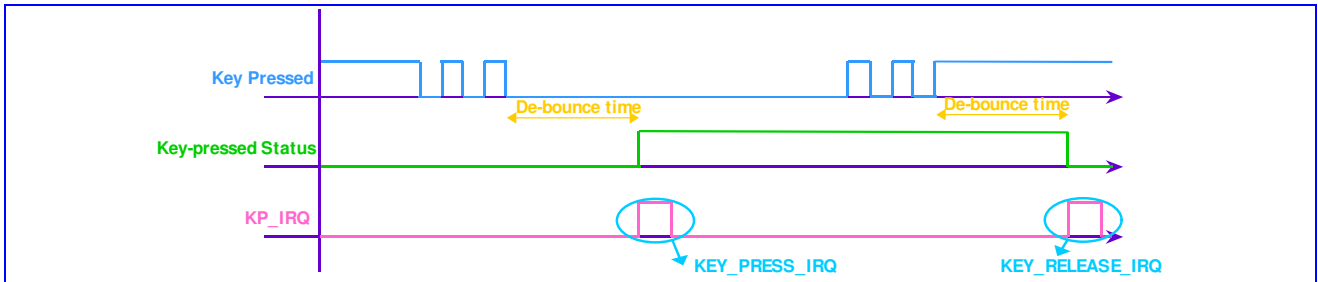 Key Pressed
De-bounce time
De-bounce time
Key-pressed Status
KP_IRQ
KEY_PRESS_IRQ
KEY_RELEASE_IRQ